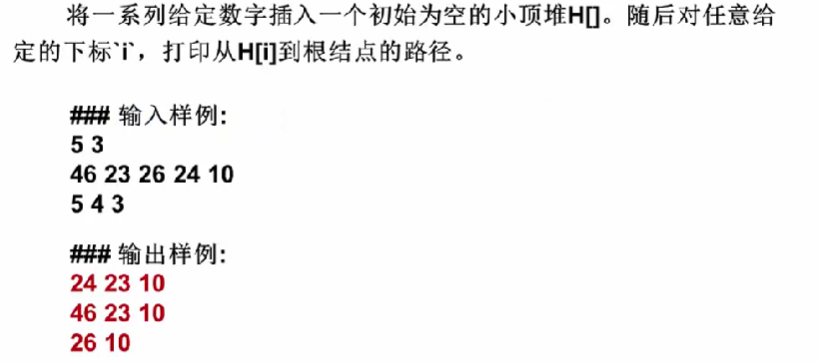 将一系列给定数字插入一个初始为空的小顶堆H[]。随后对任意给
定的下标`i`，打印从H[i]到根结点的路径。
### 输入样例:
5 3
46 23 26 24 10
5 4 3
### 输出样例:
24 23 10
46 23 10
26 10